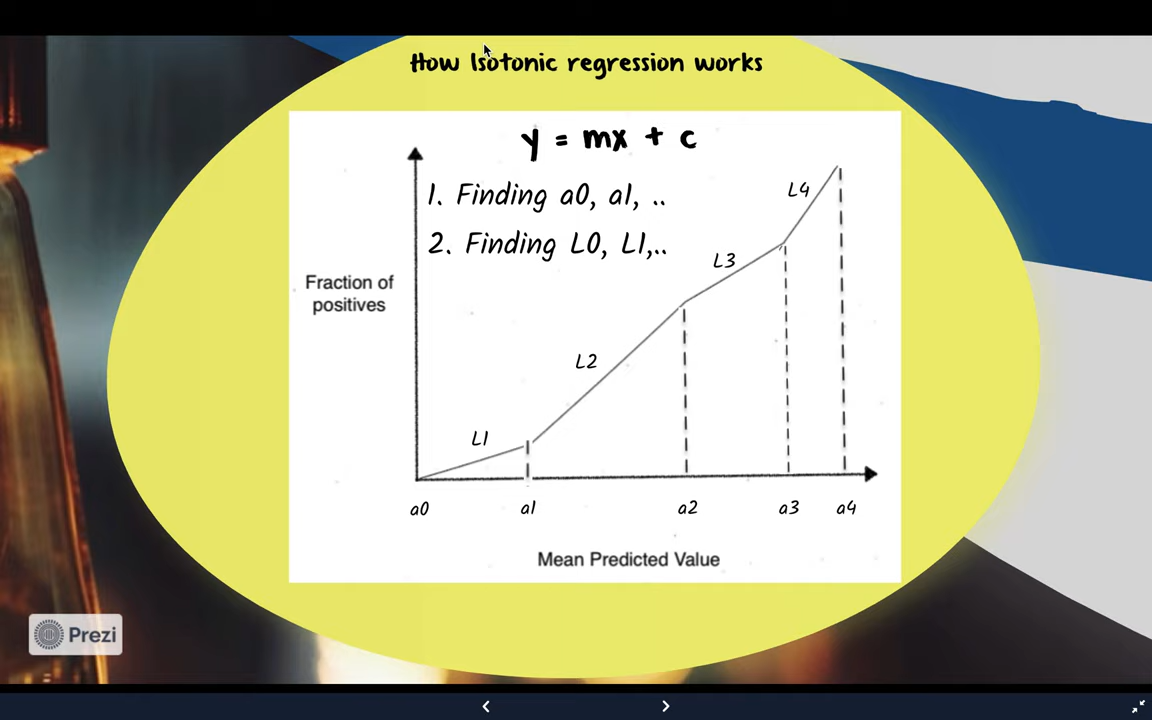 How Isotonic regression works
y = mx + c
1. Finding a0, a1, ..
2. Finding L0, L1,..
L4
L3
Fraction of
positives
L2
L1
a0 a1 a2 a3 a4
Mean Predicted Value
Prezi